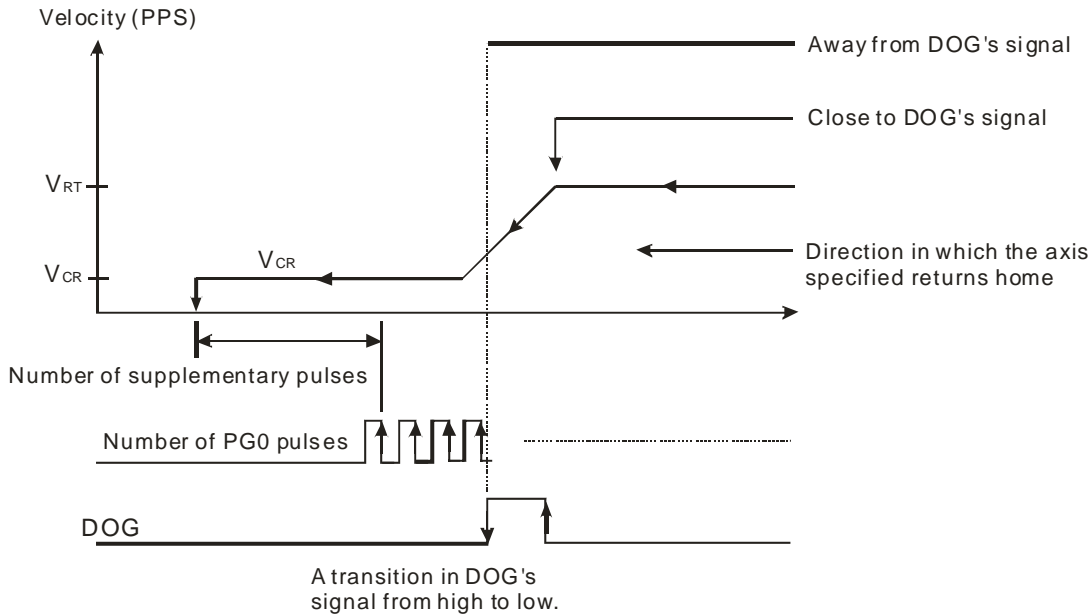 Velocity (PPS)
Away from DOG's signal
Close to DOG's signal
VRT
VCR
VCR
Direction in which the axis
specified returns home
Number of supplementary pulses
Number of PG0 pulses
DOG
A transition in DOG's
signal from high to low.